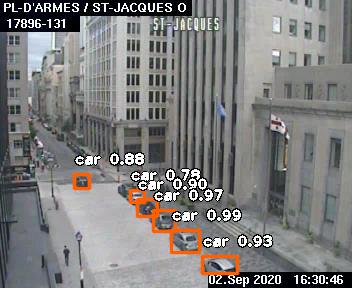 PL-D'ARMES / ST-JACQUES O
17896-131
ST-JACQUES
car 0.88
car 0.78
car 0.90
car 0.97
car 0.99
car 0.93
02.Sep 2020 16:30:46